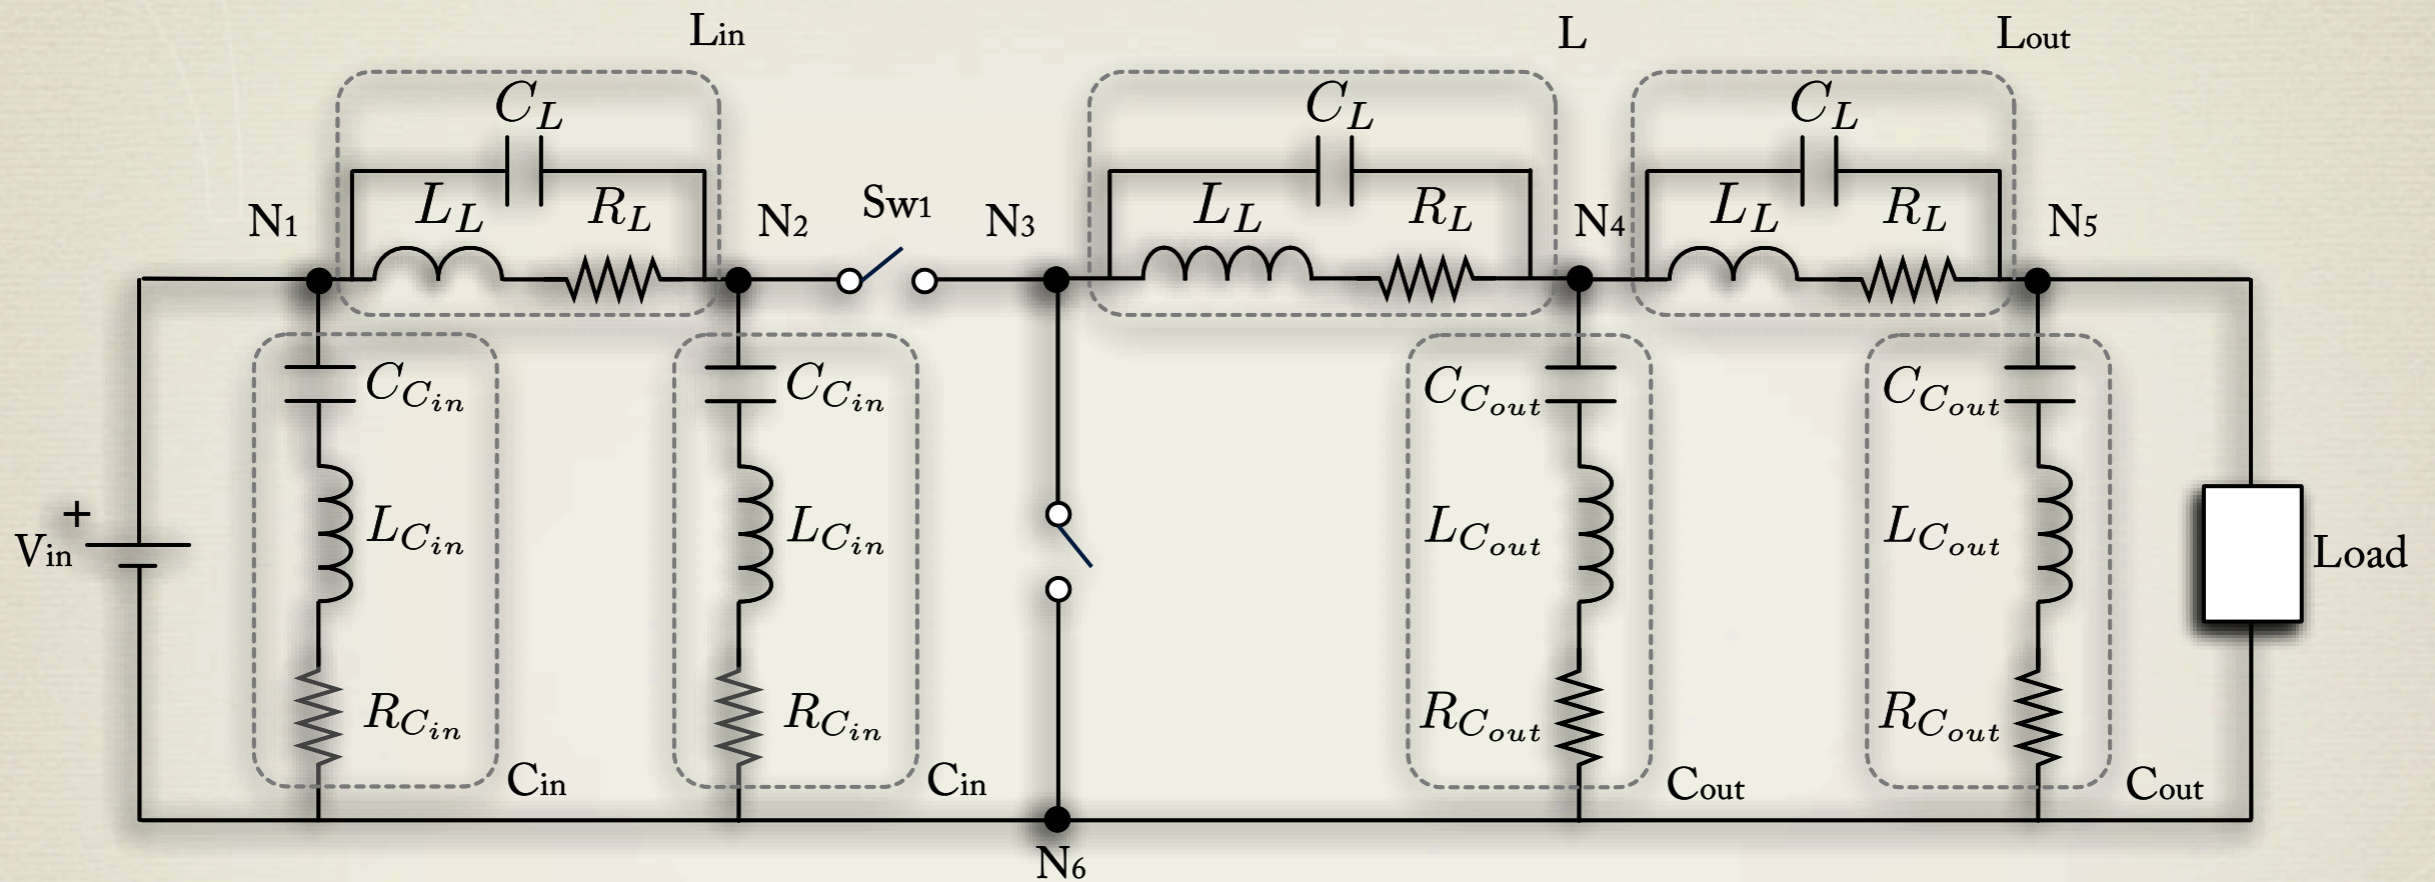 Lin
L
Lout
C_L
C_L
C_L
N1
L_L
R_L
N2
Sw1
N3
L_L
R_L
N4
L_L
R_L
N5
C_{C_{in}}
C_{C_{in}}
C_{C_{out}}
C_{C_{out}}
+
Vin
L_{C_{in}}
L_{C_{in}}
L_{C_{out}}
L_{C_{out}}
Load
R_{C_{in}}
R_{C_{in}}
R_{C_{out}}
R_{C_{out}}
Cin
Cin
Cout
Cout
N6